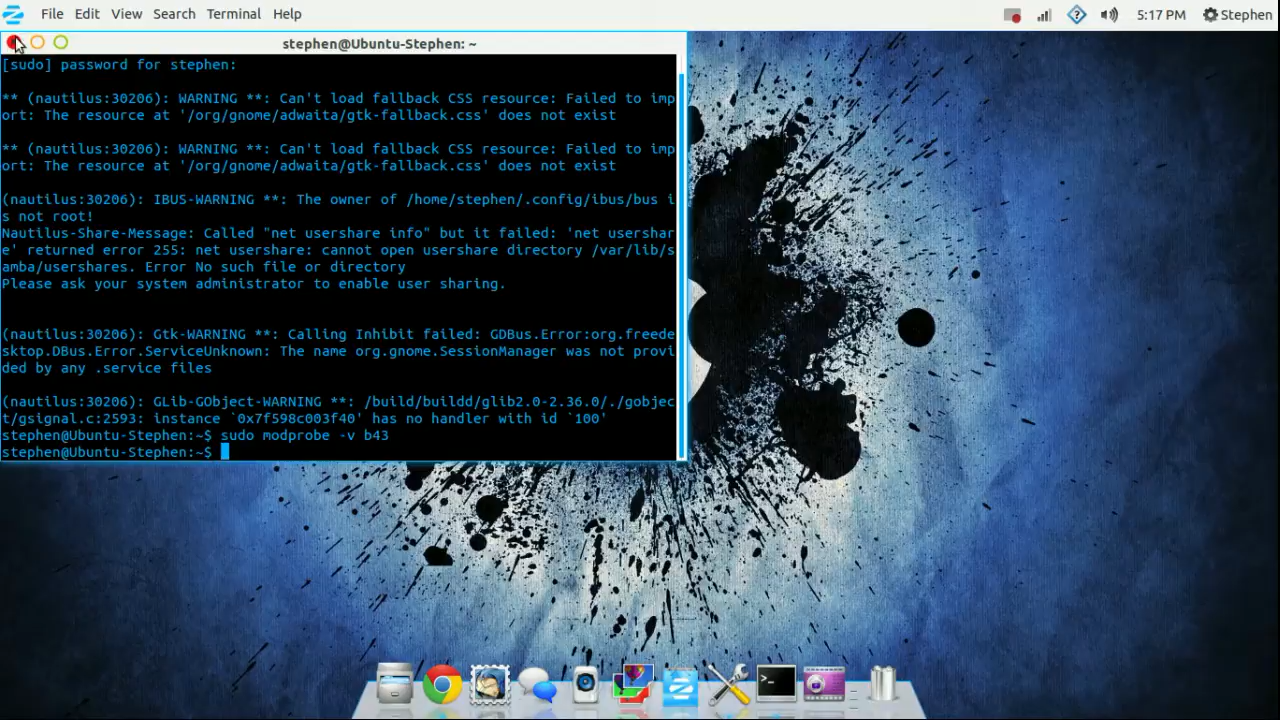 File Edit View Search Terminal Help 5:17 PM Stephen
stephen@Ubuntu-Stephen: ~
[sudo] password for stephen:
** (nautilus:30206): WARNING **: Can't load fallback CSS resource: Failed to imp
ort: The resource at '/org/gnome/adwaita/gtk-fallback.css' does not exist
** (nautilus:30206): WARNING **: Can't load fallback CSS resource: Failed to imp
ort: The resource at '/org/gnome/adwaita/gtk-fallback.css' does not exist
(nautilus:30206): IBUS-WARNING **: The owner of /home/stephen/.config/ibus/bus i
s not root!
Nautilus-Share-Message: Called "net usershare info" but it failed: 'net usershar
e' returned error 255: net usershare: cannot open usershare directory /var/lib/s
amba/usershares. Error No such file or directory
Please ask your system administrator to enable user sharing.
(nautilus:30206): Gtk-WARNING **: Calling Inhibit failed: GDBus.Error:org.freede
sktop.DBus.Error.ServiceUnknown: The name org.gnome.SessionManager was not provi
ded by any .service files
(nautilus:30206): GLib-GObject-WARNING **: /build/buildd/glib2.0-2.36.0/./gobjec
t/gsignal.c:2593: instance `0x7f598c003f40' has no handler with id `100'
stephen@Ubuntu-Stephen:~$ sudo modprobe -v b43
stephen@Ubuntu-Stephen:~$